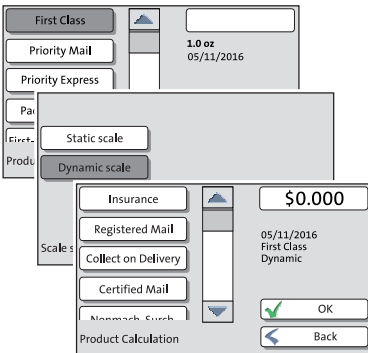 First Class
Priority Mail
Priority Express
1.0 oz
05/11/2016
Static scale
Dynamic scale
Insurance
Registered Mail
Collect on Delivery
Certified Mail
Product Calculation
$0.000
05/11/2016
First Class
Dynamic
OK
Back